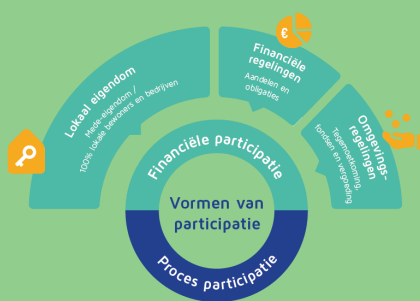 Lokaal eigendom
Mede-eigendom /
100% lokale bewoners en bedrijven
€
Financiële
regelingen
Aandelen en
obligaties
Omgevings-
regelingen
Tegemoetkoming,
fondsen en vergoeding
Financiële participatie
Vormen van
participatie
Proces participatie